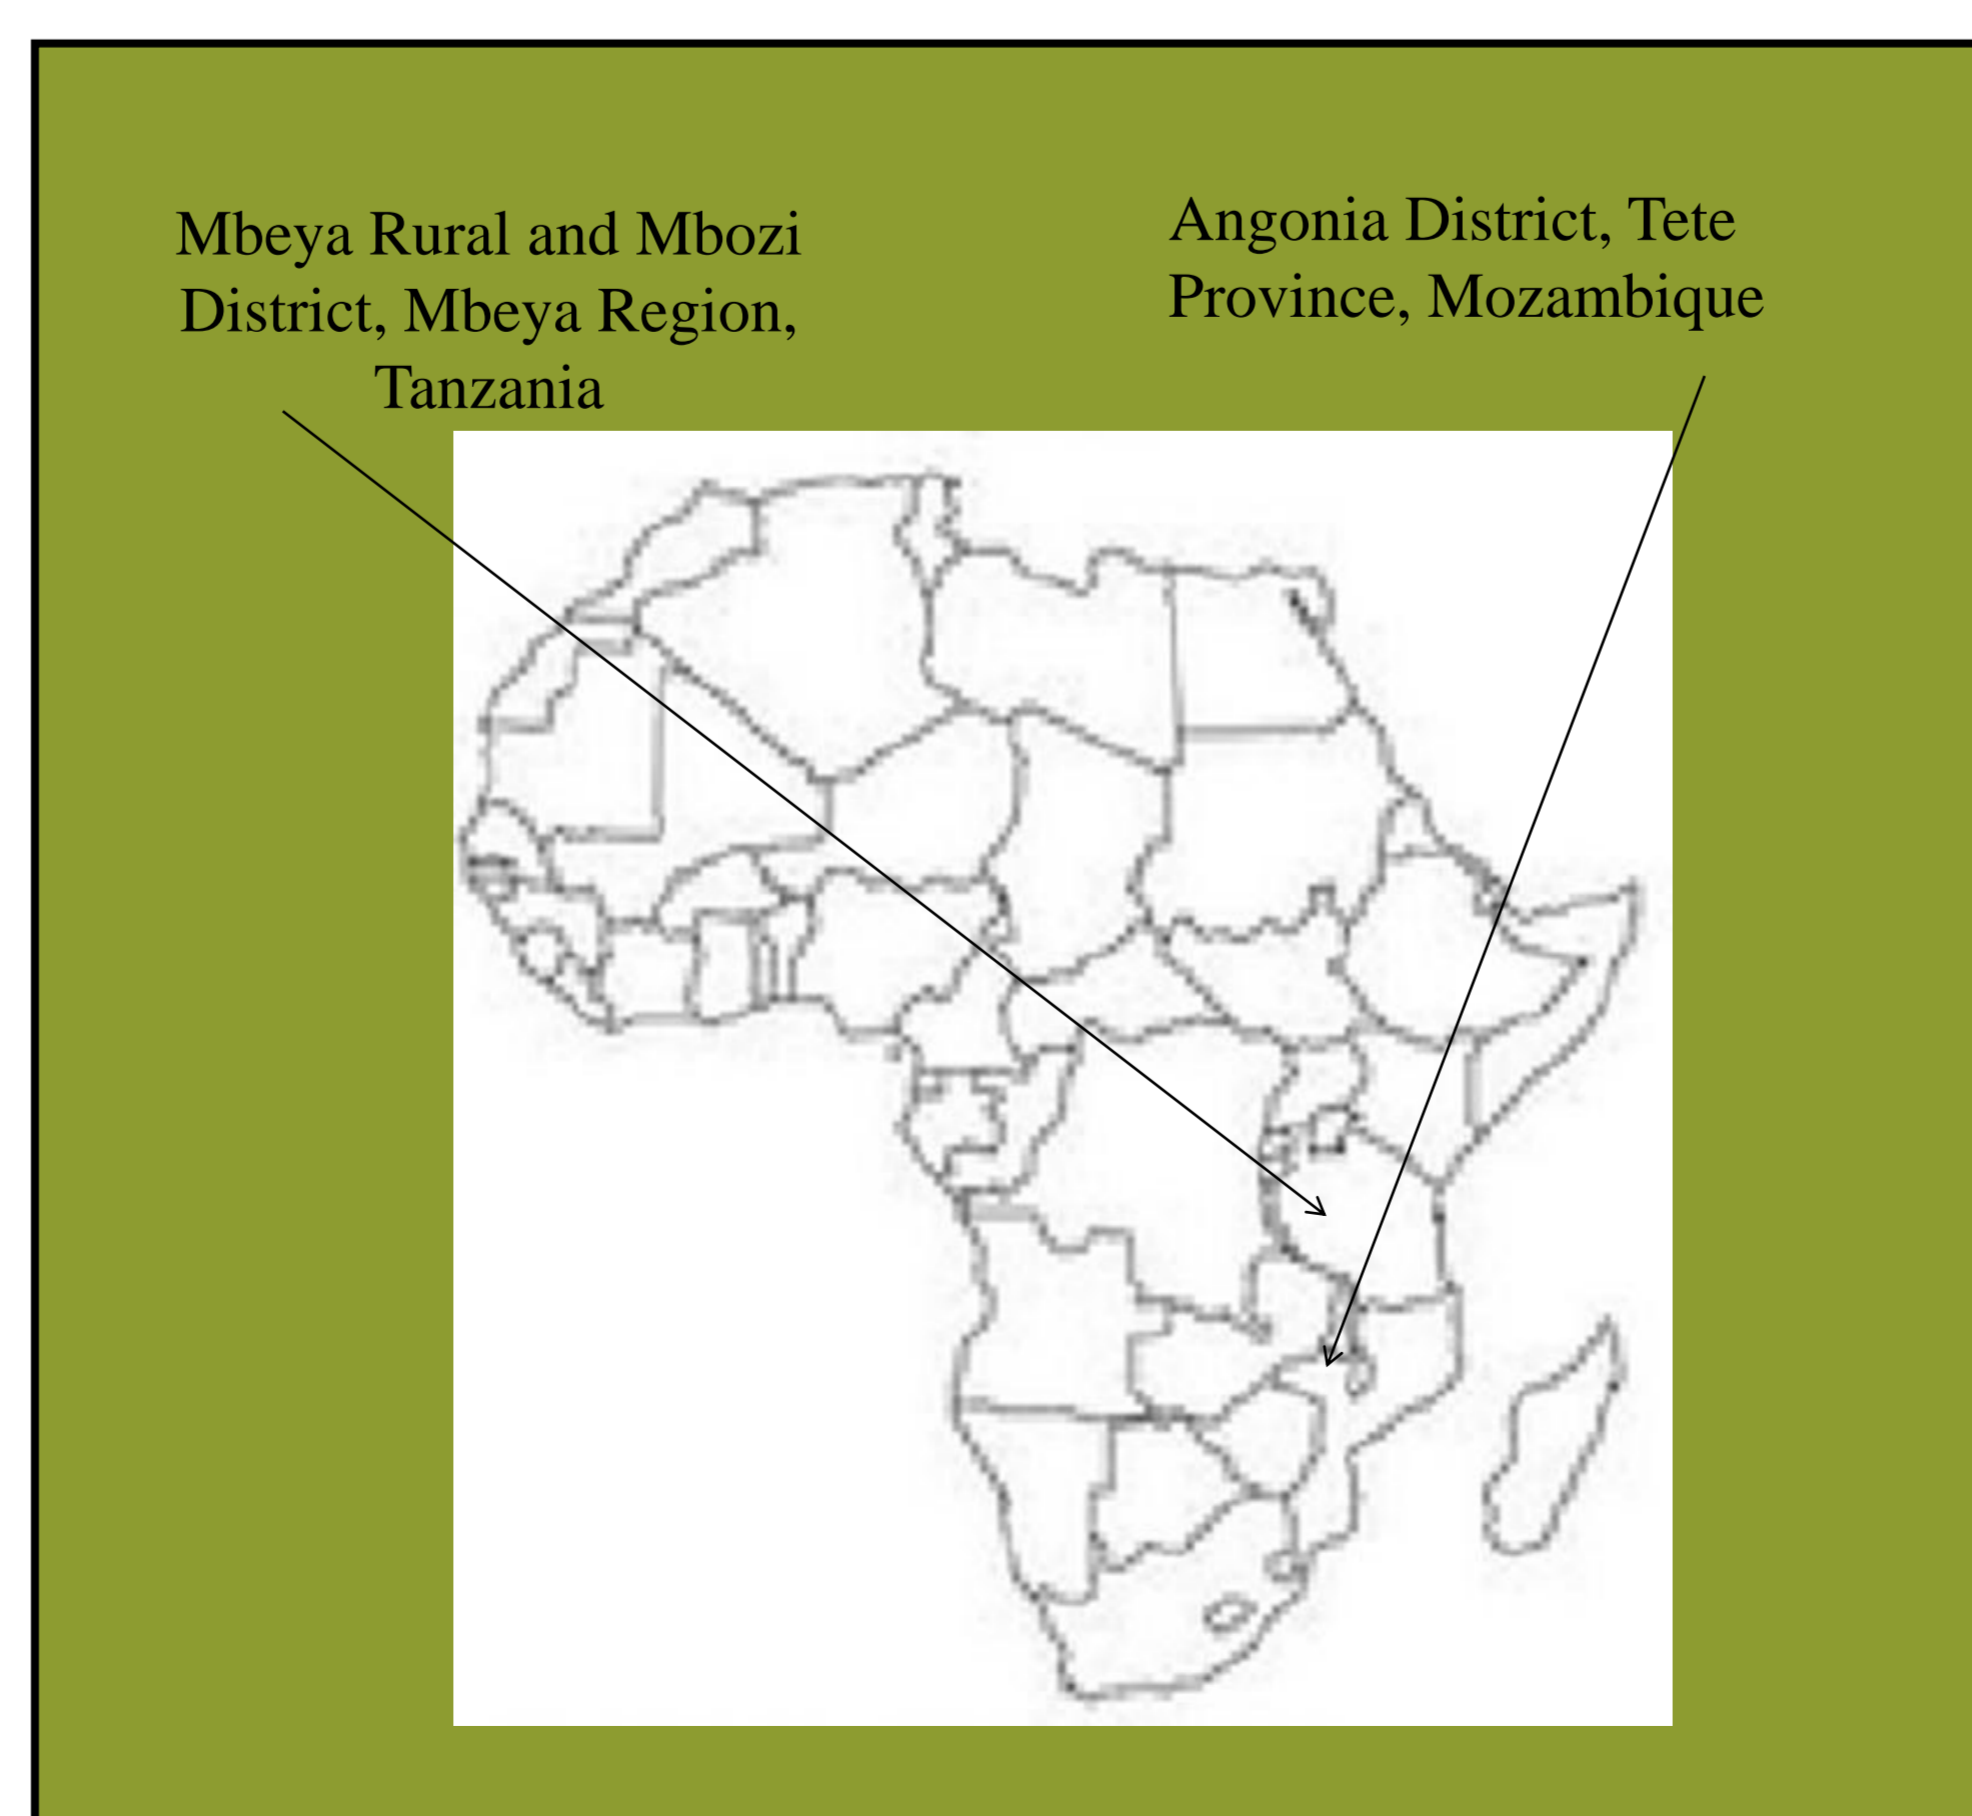 Mbeya Rural and Mbozi
District, Mbeya Region,
Tanzania
Angonia District, Tete
Province, Mozambique